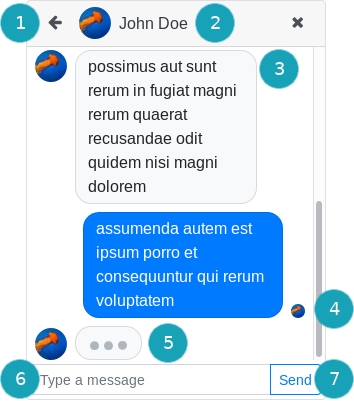 1 John Doe 2
possimus aut sunt
rerum in fugiat magni
rerum quaerat
recusandae odit
quidem nisi magni
dolorem
3
assumenda autem est
ipsum porro et
consequuntur qui rerum
voluptatem
4
5
6 Type a message Send 7